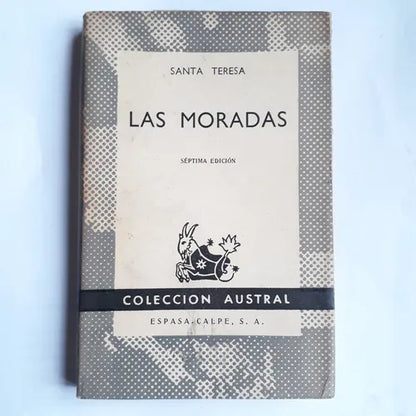 SANTA TERESA
LAS MORADAS
SÉPTIMA EDICIÓN
COLECCION AUSTRAL
ESPASA-CALPE, S. A.